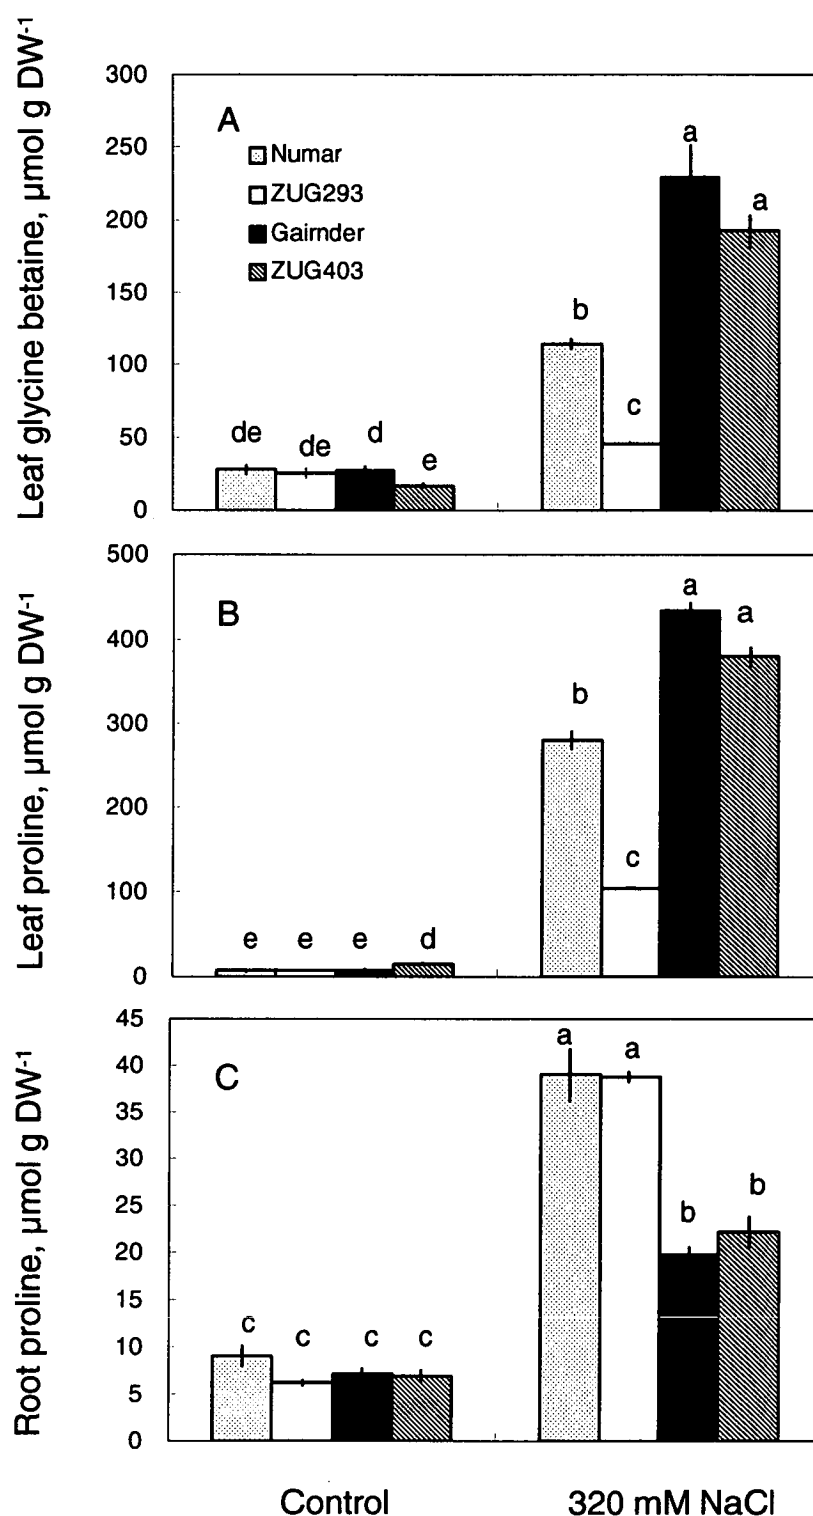 Leaf glycine betaine, µmol g DW-1
300
250
200
150
100
50
0
A
Numar
ZUG293
Gairnder
ZUG403
de
de
d
e
b
c
a
a
Leaf proline, µmol g DW-1
500
400
300
200
100
0
B
e
e
e
d
b
c
a
a
Root proline, µmol g DW-1
45
40
35
30
25
20
15
10
5
0
C
c
c
c
c
a
a
b
b
Control
320 mM NaCl